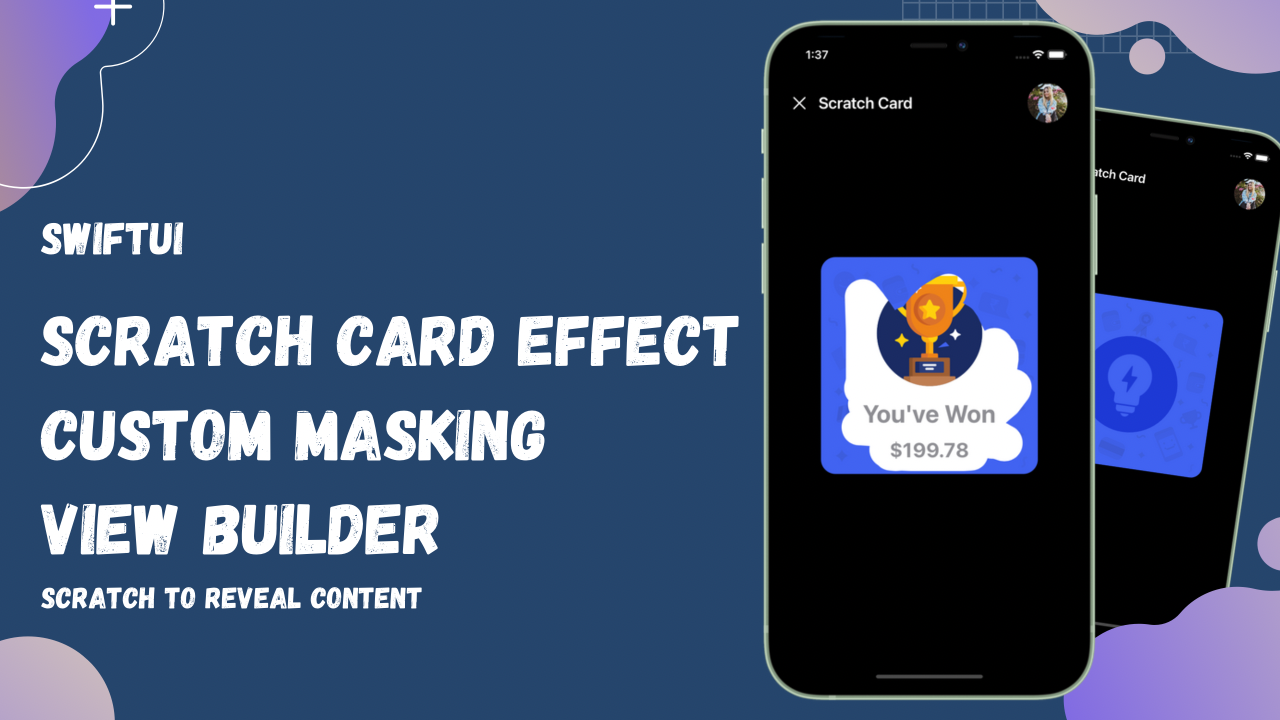 SWIFTUI
SCRATCH CARD EFFECT
CUSTOM MASKING
VIEW BUILDER
SCRATCH TO REVEAL CONTENT
1:37
Scratch Card
You've Won
$199.78
atch Card